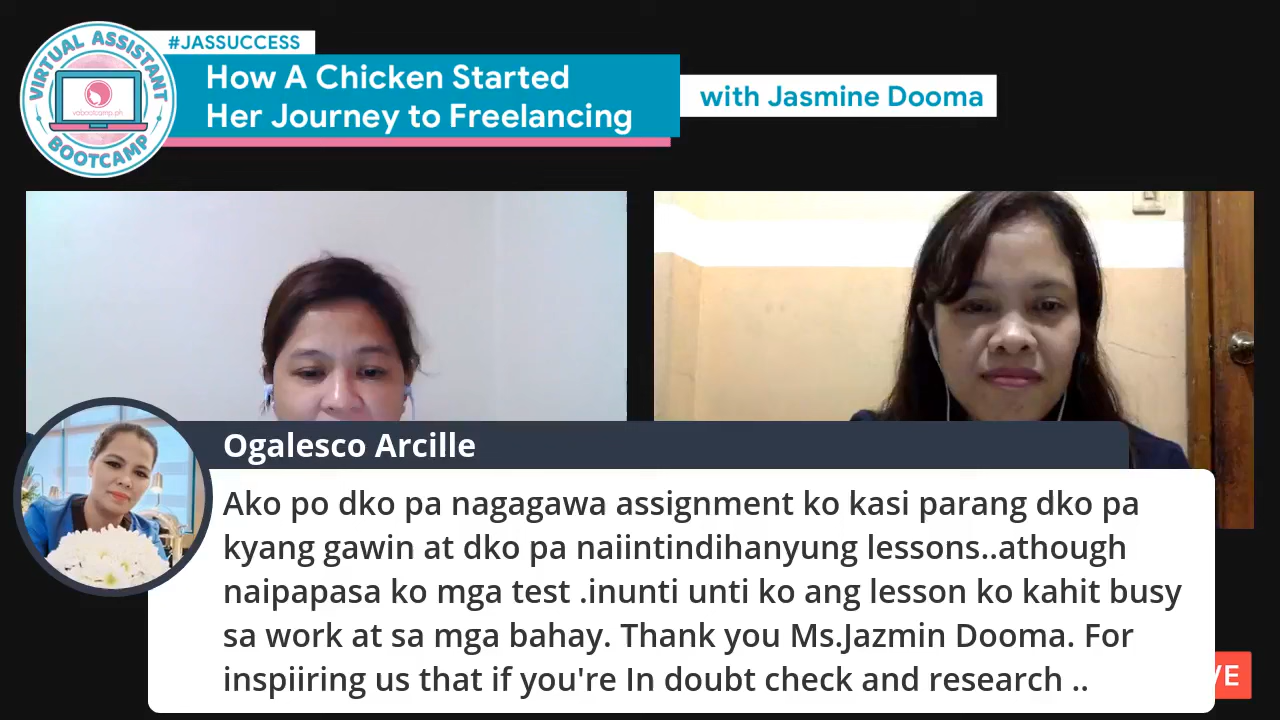 VIRTUAL ASSISTANT
vabootcamp.ph
BOOTCAMP
#JASSUCCESS
How A Chicken Started
Her Journey to Freelancing
with Jasmine Dooma
Ogalesco Arcille
Ako po dko pa nagagawa assignment ko kasi parang dko pa
kyang gawin at dko pa naiintindihanyung lessons..athough
naipapasa ko mga test .inunti unti ko ang lesson ko kahit busy
sa work at sa mga bahay. Thank you Ms.Jazmin Dooma. For
inspiiring us that if you're In doubt check and research ..
VE